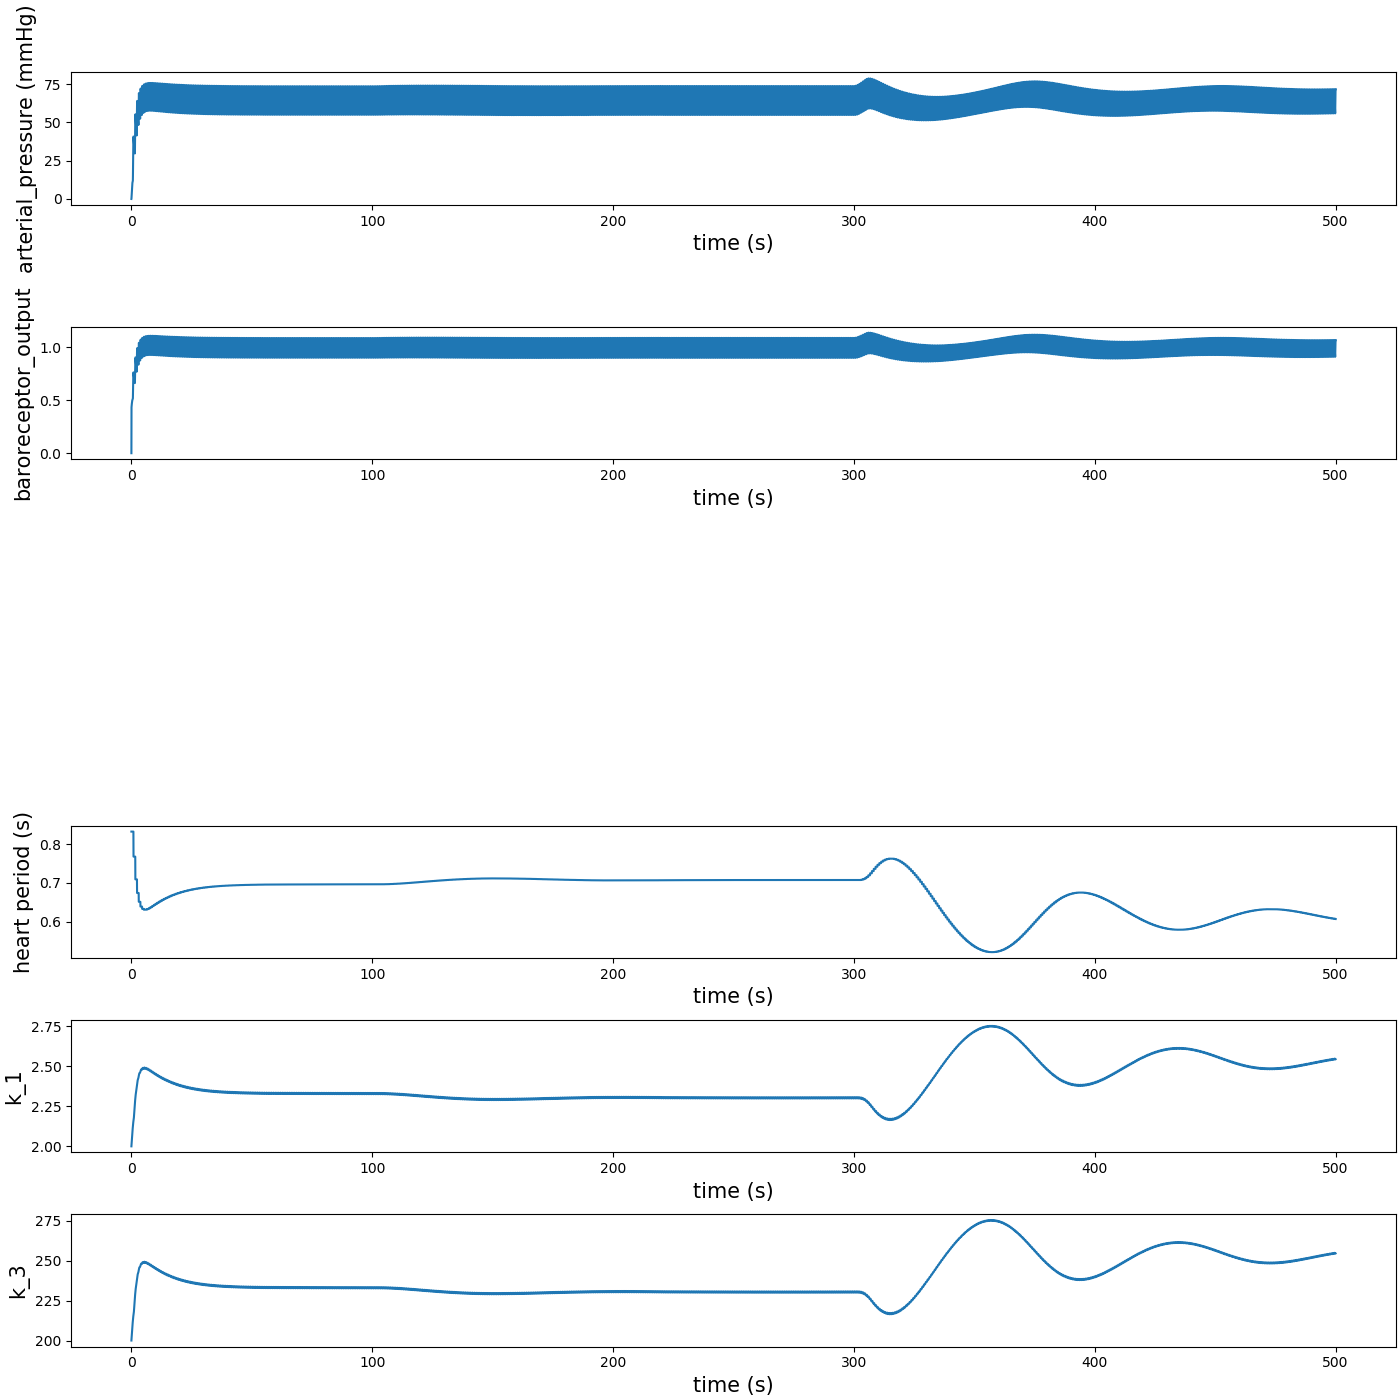 arterial_pressure (mmHg)
75
50
25
0
0 100 200 300 400 500
time (s)
baroreceptor_output
1.0
0.5
0.0
0 100 200 300 400 500
time (s)
heart period (s)
0.8
0.7
0.6
0 100 200 300 400 500
time (s)
k_1
2.75
2.50
2.25
2.00
0 100 200 300 400 500
time (s)
k_3
275
250
225
200
0 100 200 300 400 500
time (s)